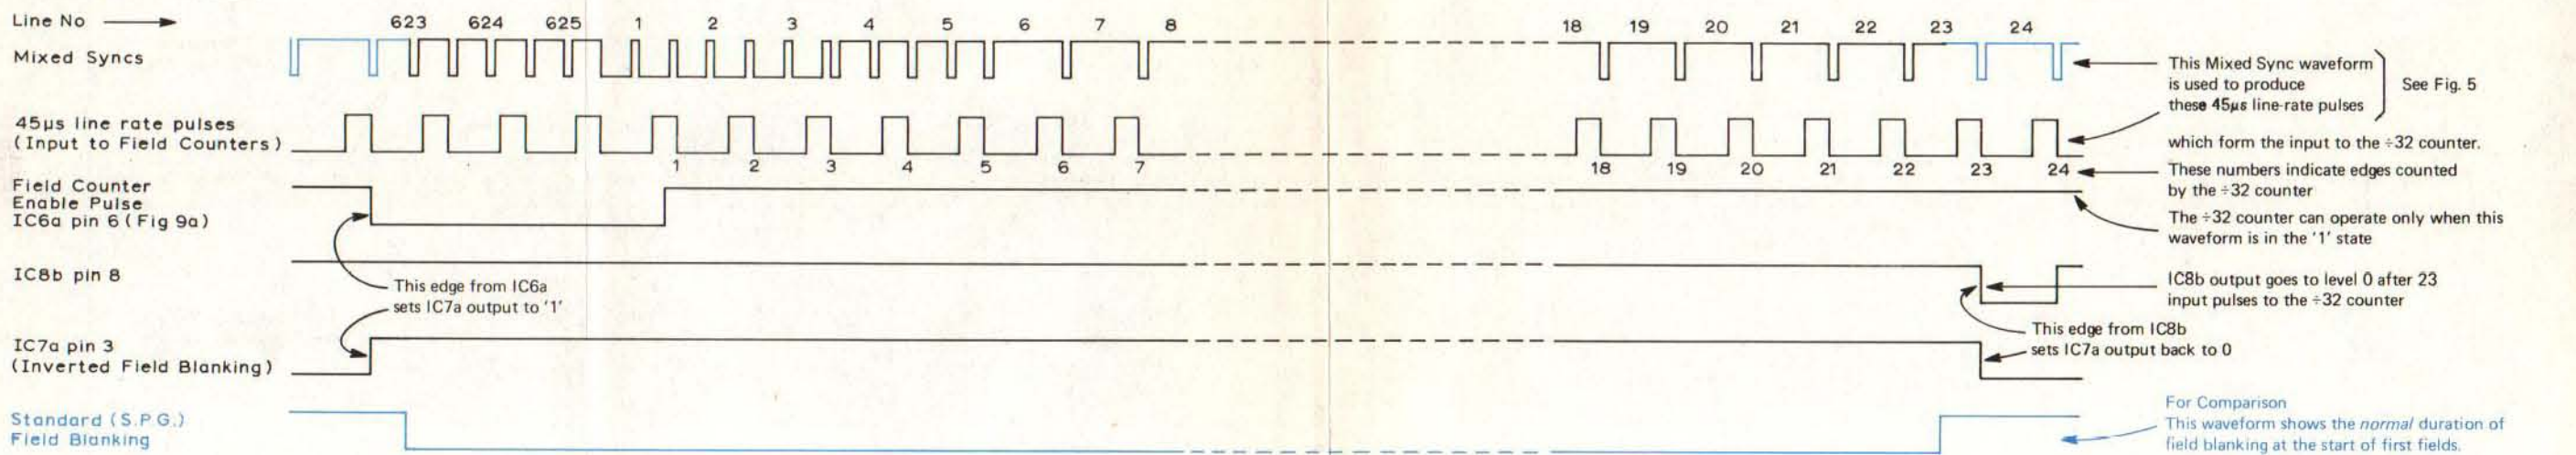 Line No
623 624 625 1 2 3 4 5 6 7 8 18 19 20 21 22 23 24
Mixed Syncs
This Mixed Sync waveform
is used to produce
these 45µs line-rate pulses
See Fig. 5
45µs line rate pulses
(Input to Field Counters)
which form the input to the ÷32 counter.
1 2 3 4 5 6 7 18 19 20 21 22 23 24
These numbers indicate edges counted
by the ÷32 counter
Field Counter
Enable Pulse
IC6a pin 6 (Fig 9a)
The ÷32 counter can operate only when this
waveform is in the '1' state
IC8b pin 8
This edge from IC6a
sets IC7a output to '1'
IC8b output goes to level 0 after 23
input pulses to the ÷32 counter
This edge from IC8b
sets IC7a output back to 0
IC7a pin 3
(Inverted Field Blanking)
Standard (S.P.G.)
Field Blanking
For Comparison
This waveform shows the normal duration of
field blanking at the start of first fields.